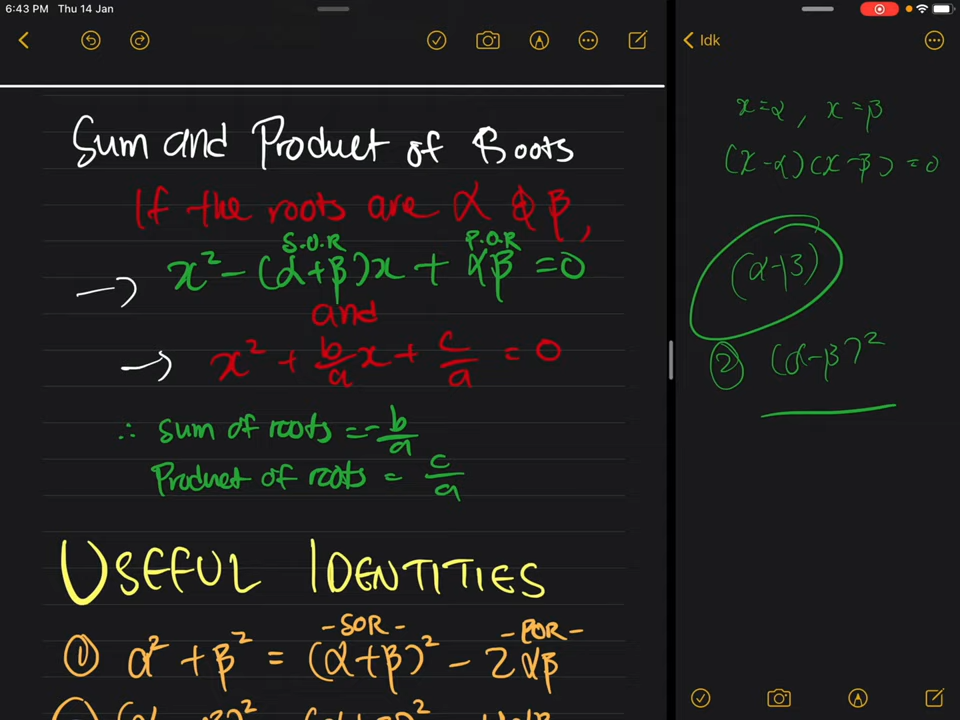 6:43 PM Thu 14 Jan
Sum and Product of Roots
If the roots are α & β,
S.O.R P.O.R
→ x² - (α+β)x + αβ = 0
and
→ x² + b/a x + c/a = 0
∴ sum of roots = - b/a
Product of roots = c/a
USEFUL IDENTITIES
- SOR - - POR -
① α² + β² = (α+β)² - 2αβ
Idk
x=α, x=β
(x-α)(x-β) = 0
(α-β)
② (α-β)²